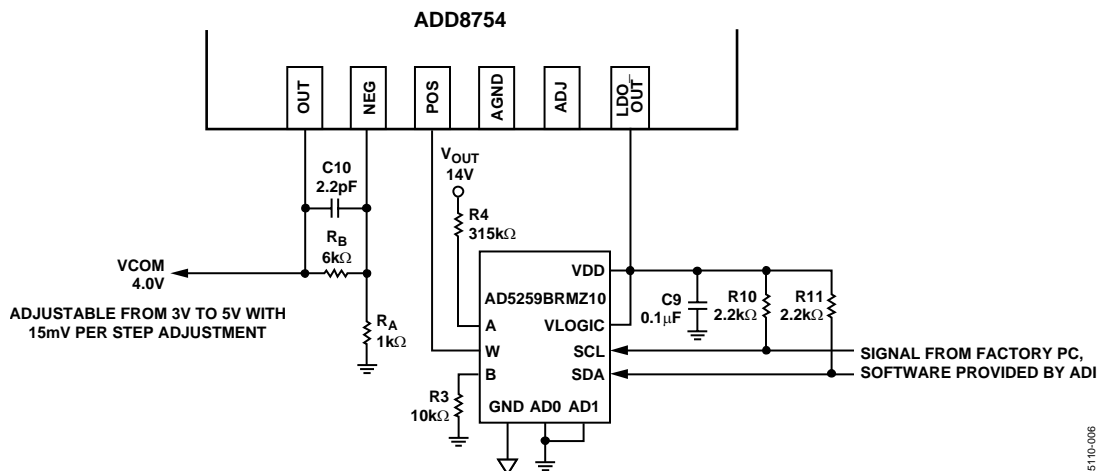 ADD8754
OUT
NEG
POS
AGND
ADJ
LDO_OUT
VOUT
14V
C10
2.2pF
R4
315kΩ
RB
6kΩ
VCOM
4.0V
ADJUSTABLE FROM 3V TO 5V WITH
15mV PER STEP ADJUSTMENT
RA
1kΩ
VDD
AD5259BRMZ10
VLOGIC
A
W
SCL
B
SDA
GND AD0 AD1
R3
10kΩ
C9
0.1µF
R10
2.2kΩ
R11
2.2kΩ
SIGNAL FROM FACTORY PC,
SOFTWARE PROVIDED BY ADI
5110-006